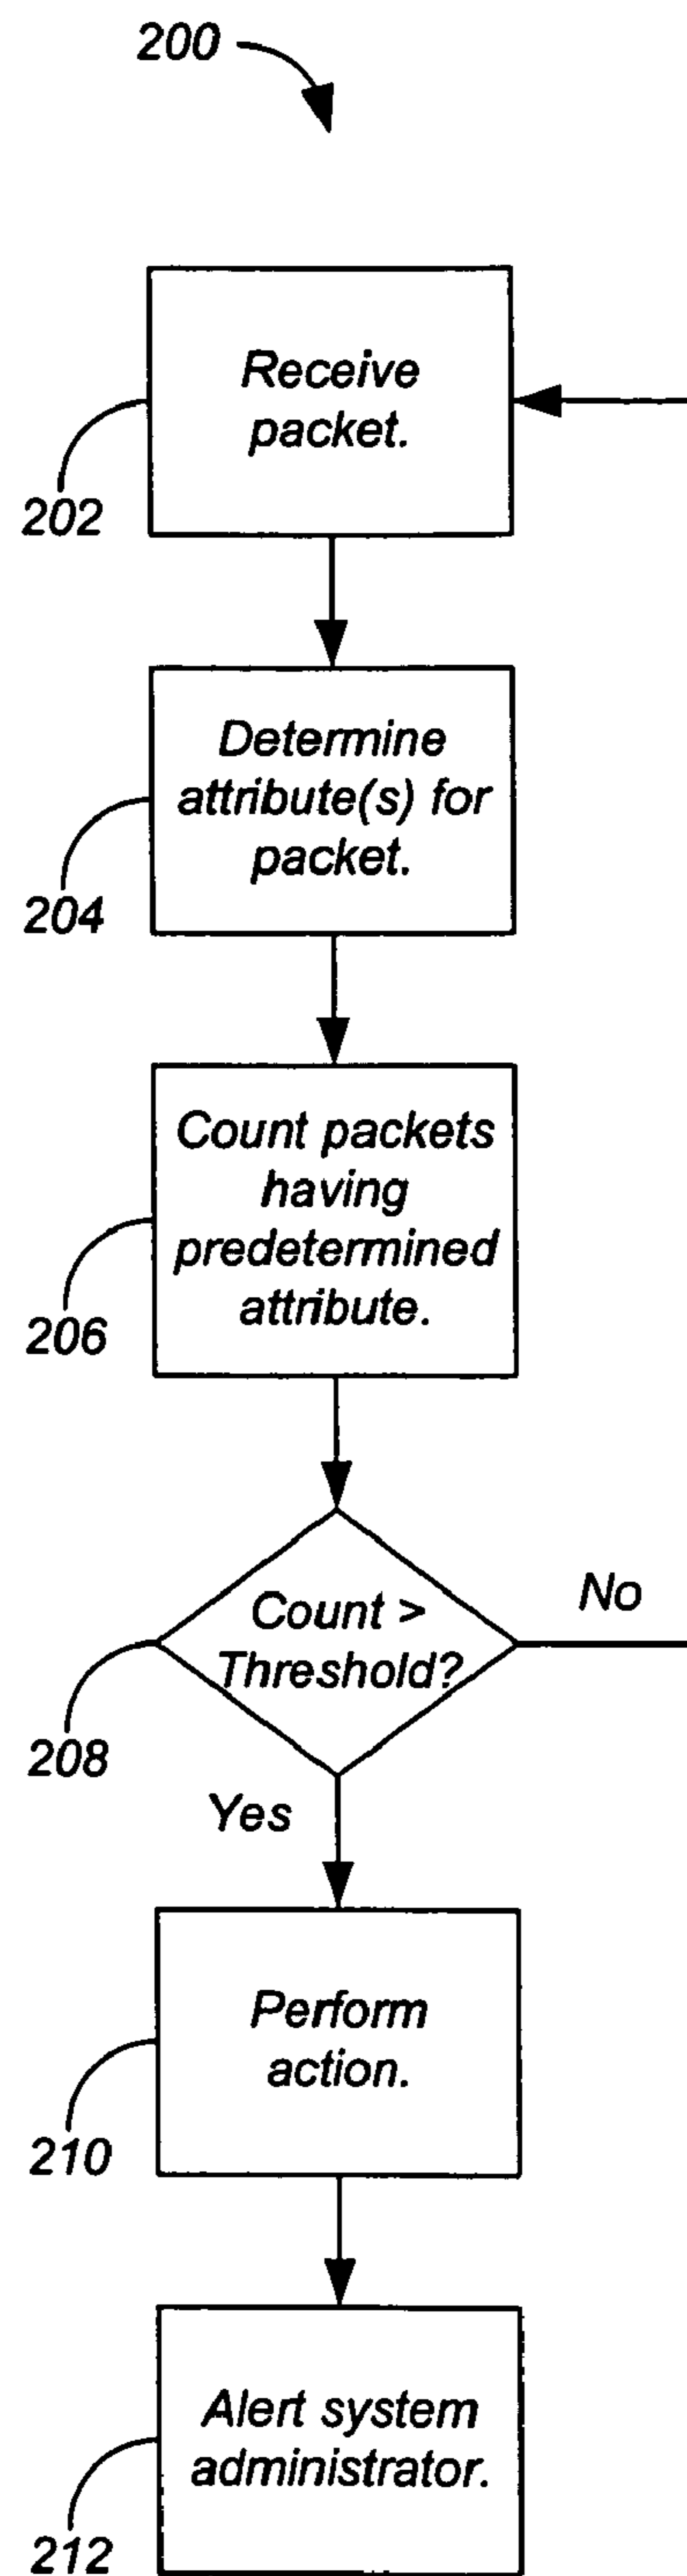 200
Receive
packet.
202
Determine
attribute(s) for
packet.
204
Count packets
having
predetermined
attribute.
206
Count >
Threshold?
No
208
Yes
Perform
action.
210
Alert system
administrator.
212